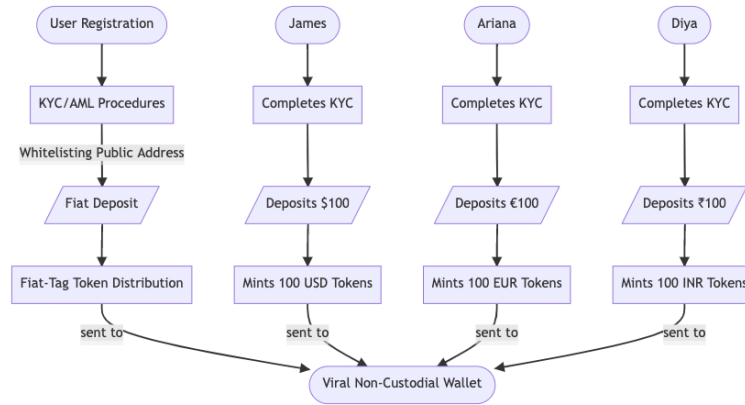 User Registration
James
Ariana
Diya
KYC/AML Procedures
Completes KYC
Completes KYC
Completes KYC
Whitelisting Public Address
Fiat Deposit
Deposits $100
Deposits €100
Deposits ₹100
Fiat-Tag Token Distribution
Mints 100 USD Tokens
Mints 100 EUR Tokens
Mints 100 INR Tokens
sent to
sent to
sent to
sent to
Viral Non-Custodial Wallet